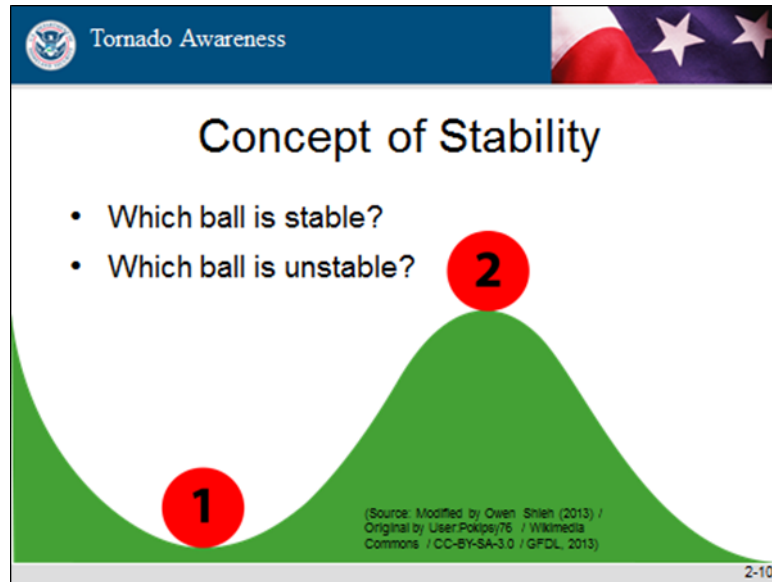 Tornado Awareness
Concept of Stability
• Which ball is stable?
• Which ball is unstable?
2
1
(Source: Modified by Owen Shieh (2013) /
Original by User:Pokipsy76 / Wikimedia
Commons / CC-BY-SA-3.0 / GFDL, 2013)
2-10